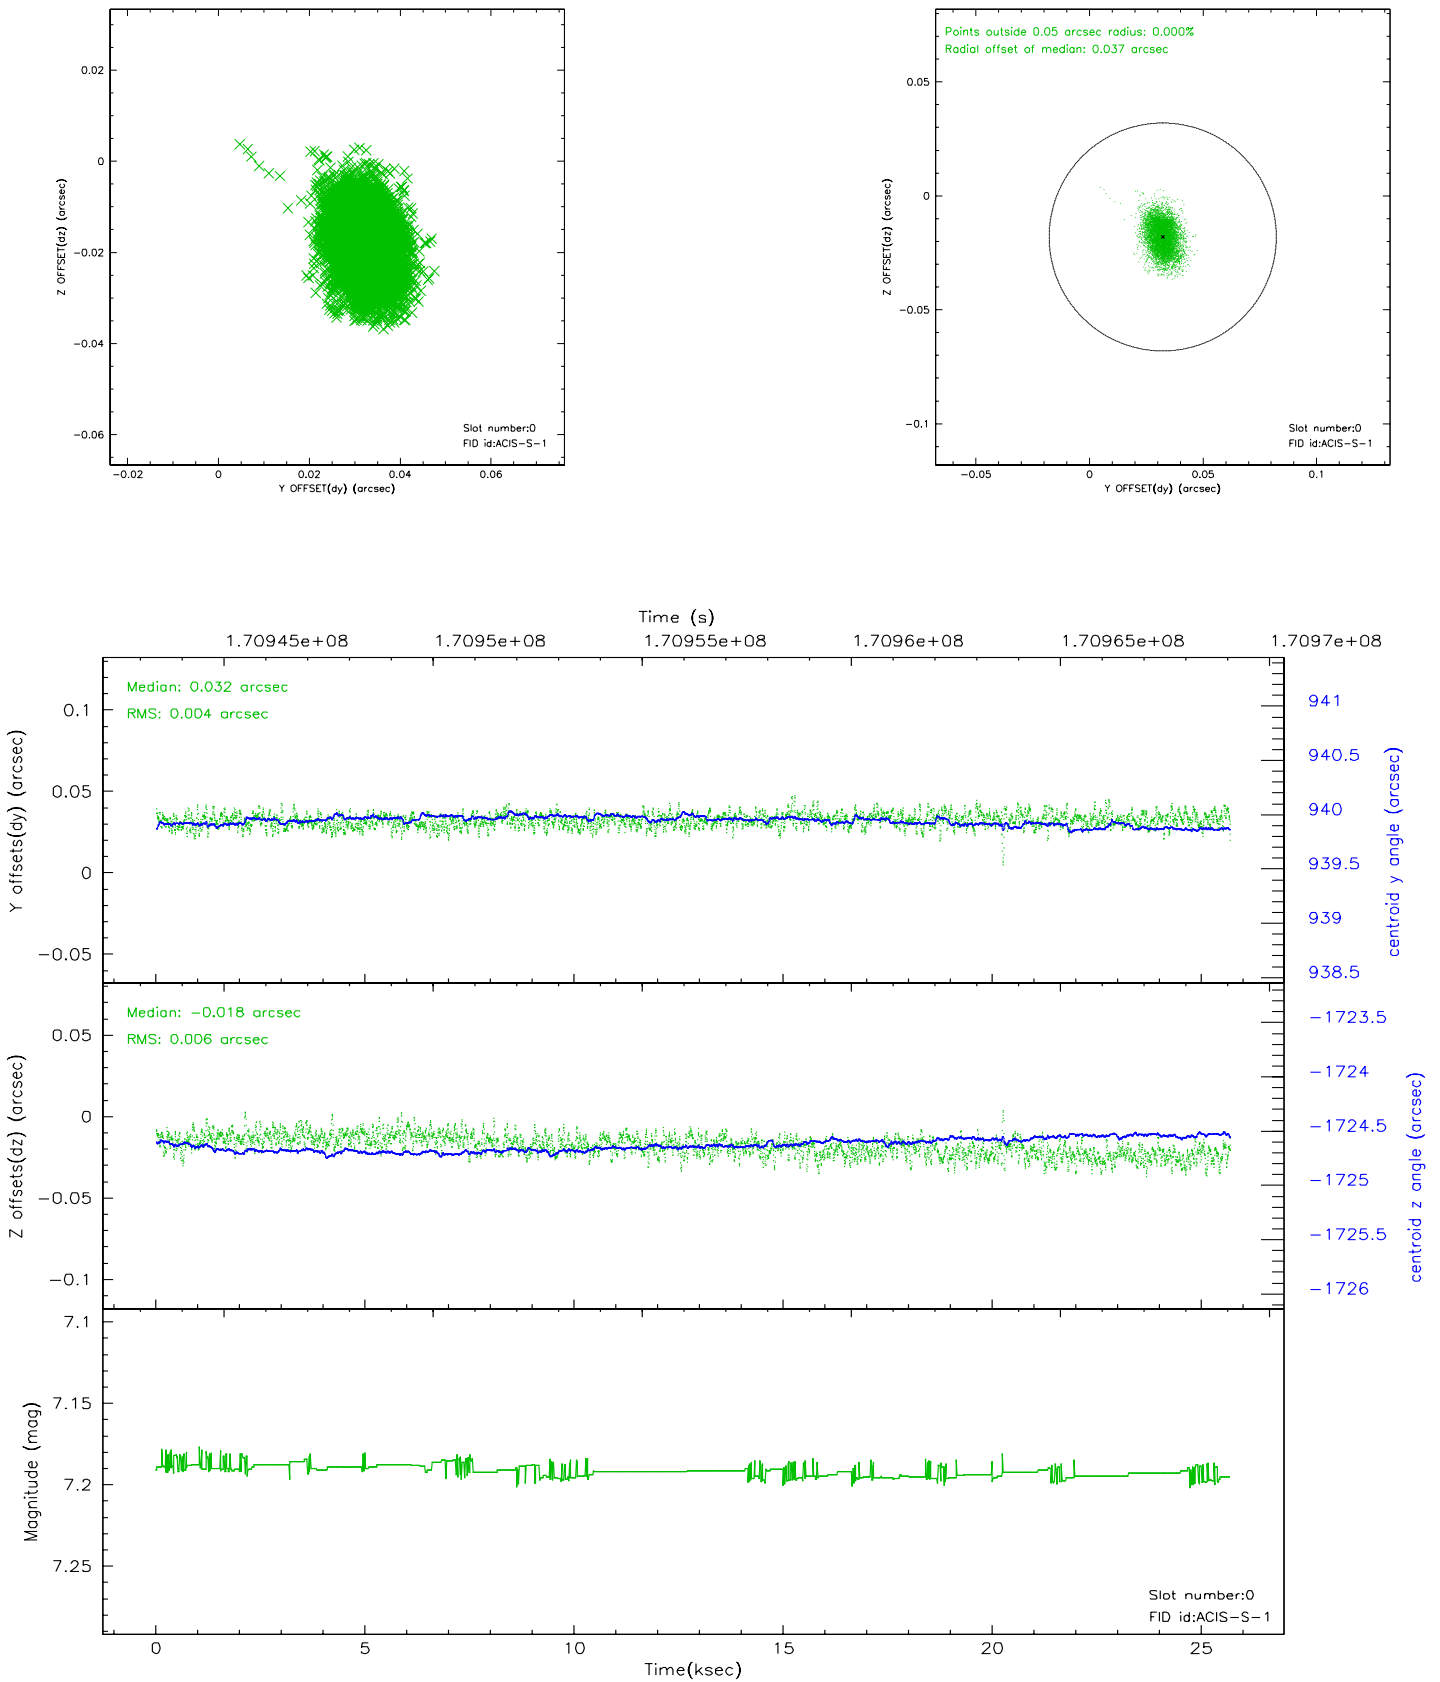 0.02
0
−0.02
−0.04
−0.06
Z OFFSET(dz) (arcsec)
Slot number:0
FID id:ACIS−S−1
−0.02 0 0.02 0.04 0.06
Y OFFSET(dy) (arcsec)
Points outside 0.05 arcsec radius: 0.000%
Radial offset of median: 0.037 arcsec
0.05
0
−0.05
−0.1
Z OFFSET(dz) (arcsec)
Slot number:0
FID id:ACIS−S−1
−0.05 0 0.05 0.1
Y OFFSET(dy) (arcsec)
Time (s)
1.70945e+08 1.7095e+08 1.70955e+08 1.7096e+08 1.70965e+08 1.7097e+08
Median: 0.032 arcsec
RMS: 0.004 arcsec
0.1
0.05
0
−0.05
Y offsets(dy) (arcsec)
941
940.5
940
939.5
939
938.5
centroid y angle (arcsec)
Median: −0.018 arcsec
RMS: 0.006 arcsec
0.05
0
−0.05
−0.1
Z offsets(dz) (arcsec)
−1723.5
−1724
−1724.5
−1725
−1725.5
−1726
centroid z angle (arcsec)
7.1
7.15
7.2
7.25
Magnitude (mag)
Slot number:0
FID id:ACIS−S−1
0 5 10 15 20 25
Time(ksec)